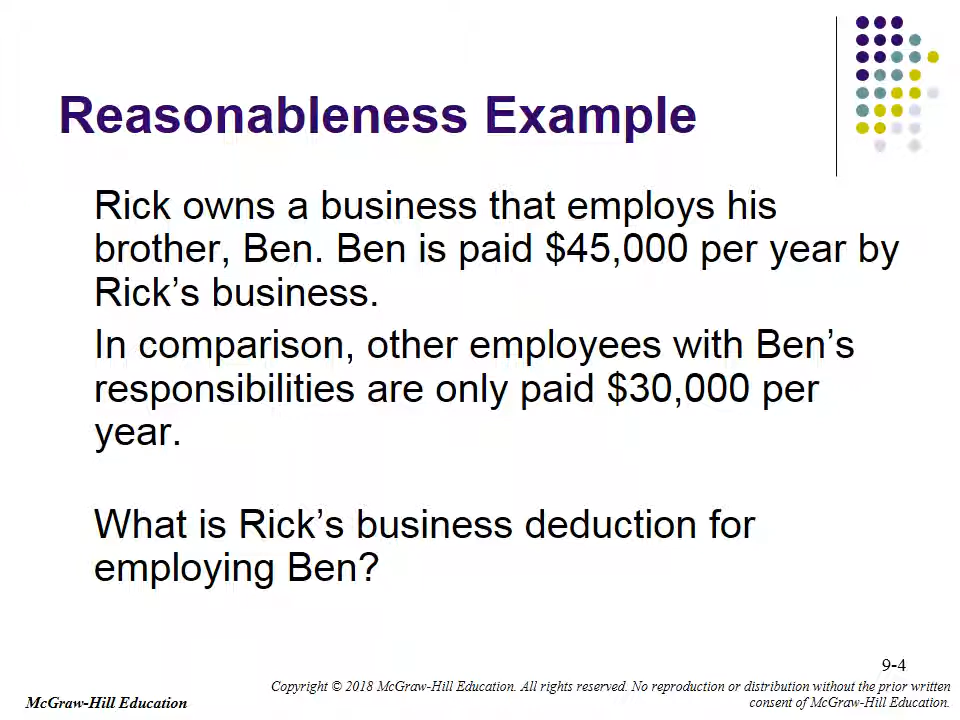 Reasonableness Example
Rick owns a business that employs his
brother, Ben. Ben is paid $45,000 per year by
Rick’s business.
In comparison, other employees with Ben’s
responsibilities are only paid $30,000 per
year.
What is Rick’s business deduction for
employing Ben?
9-4
McGraw-Hill Education
Copyright © 2018 McGraw-Hill Education. All rights reserved. No reproduction or distribution without the prior written
consent of McGraw-Hill Education.